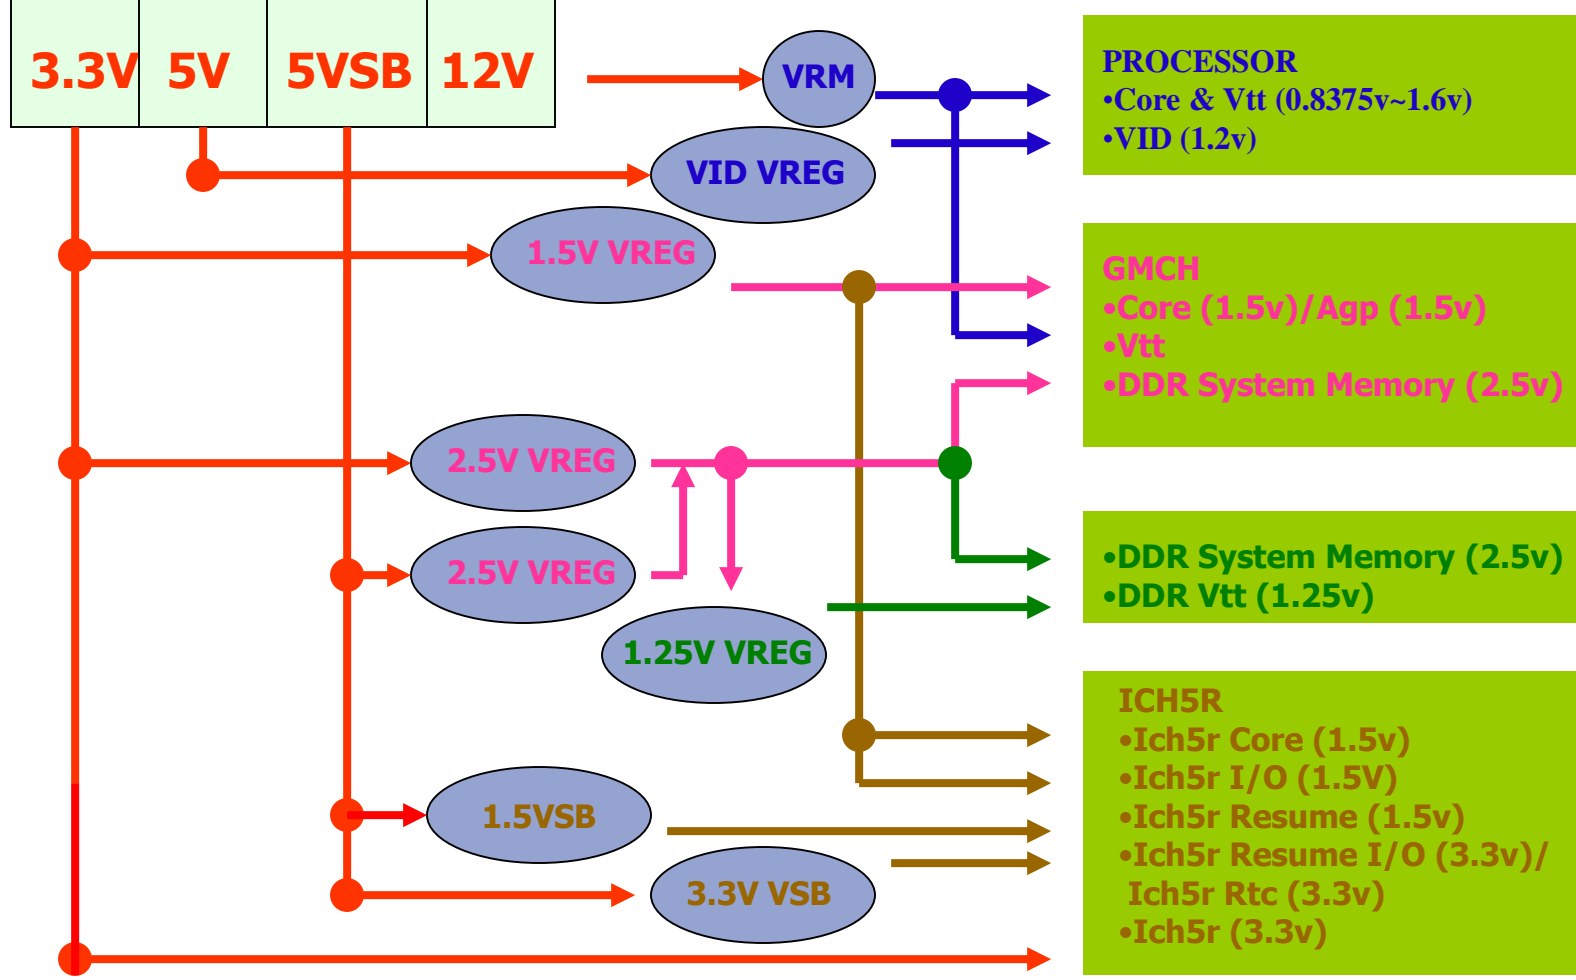 3.3V 5V 5VSB 12V
VRM
VID VREG
1.5V VREG
2.5V VREG
2.5V VREG
1.25V VREG
1.5VSB
3.3V VSB
PROCESSOR
•Core & Vtt (0.8375v~1.6v)
•VID (1.2v)
GMCH
•Core (1.5v)/Agp (1.5v)
•Vtt
•DDR System Memory (2.5v)
•DDR System Memory (2.5v)
•DDR Vtt (1.25v)
ICH5R
•Ich5r Core (1.5v)
•Ich5r I/O (1.5V)
•Ich5r Resume (1.5v)
•Ich5r Resume I/O (3.3v)/
Ich5r Rtc (3.3v)
•Ich5r (3.3v)